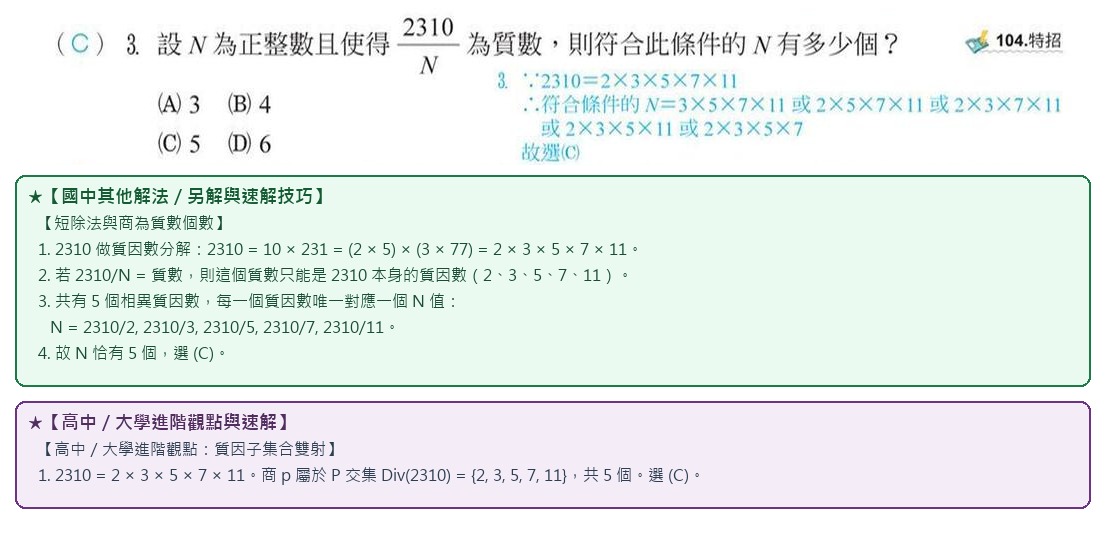 （C）3. 設 N 為正整數且使得 2310/N 為質數，則符合此條件的 N 有多少個？ 104.特招
(A) 3 (B) 4
(C) 5 (D) 6
3. ∵2310＝2×3×5×7×11
∴符合條件的 N＝3×5×7×11 或 2×5×7×11 或 2×3×7×11
或 2×3×5×11 或 2×3×5×7
故選(C)
★【國中其他解法 / 另解與速解技巧】
【短除法與商為質數個數】
1. 2310 做質因數分解：2310 = 10 × 231 = (2 × 5) × (3 × 77) = 2 × 3 × 5 × 7 × 11。
2. 若 2310/N = 質數，則這個質數只能是 2310 本身的質因數（2、3、5、7、11）。
3. 共有 5 個相異質因數，每一個質因數唯一對應一個 N 值：
N = 2310/2, 2310/3, 2310/5, 2310/7, 2310/11。
4. 故 N 恰有 5 個，選 (C)。
★【高中 / 大學進階觀點與速解】
【高中 / 大學進階觀點：質因子集合雙射】
1. 2310 = 2 × 3 × 5 × 7 × 11。商 p 屬於 P 交集 Div(2310) = {2, 3, 5, 7, 11}，共 5 個。選 (C)。